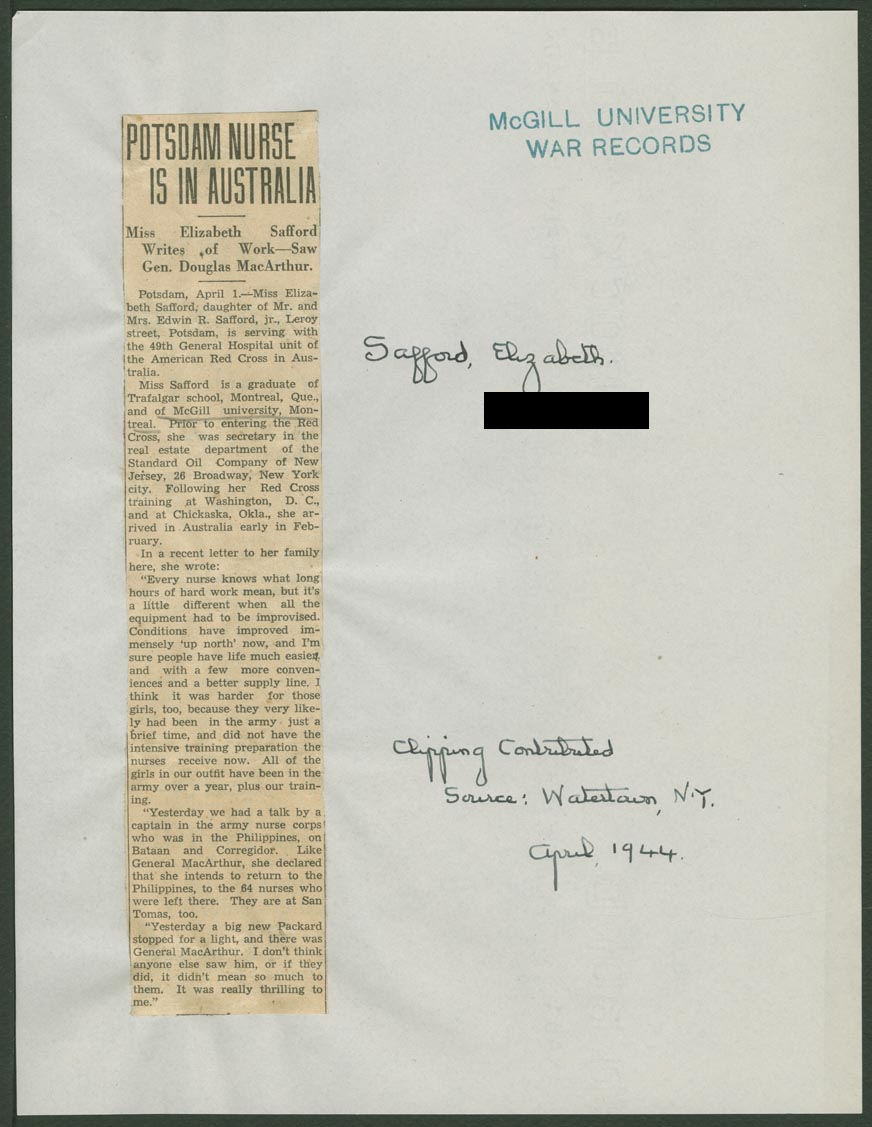 McGILL UNIVERSITY
WAR RECORDS
POTSDAM NURSE
IS IN AUSTRALIA
Miss Elizabeth Safford
Writes of Work—Saw
Gen. Douglas MacArthur.
Potsdam, April 1.—Miss Eliza-
beth Safford, daughter of Mr. and
Mrs. Edwin R. Safford, jr., Leroy
street, Potsdam, is serving with
the 49th General Hospital unit of
the American Red Cross in Aus-
tralia.
Miss Safford is a graduate of
Trafalgar school, Montreal, Que.,
and of McGill university, Mon-
treal. Prior to entering the Red
Cross, she was secretary in the
real estate department of the
Standard Oil Company of New
Jersey, 26 Broadway, New York
city. Following her Red Cross
training at Washington, D. C.,
and at Chickaska, Okla., she ar-
rived in Australia early in Feb-
ruary.
In a recent letter to her family
here, she wrote:
"Every nurse knows what long
hours of hard work mean, but it's
a little different when all the
equipment had to be improvised.
Conditions have improved im-
mensely 'up north' now, and I'm
sure people have life much easier,
and with a few more conven-
iences and a better supply line. I
think it was harder for those
girls, too, because they very like-
ly had been in the army just a
brief time, and did not have the
intensive training preparation the
nurses receive now. All of the
girls in our outfit have been in the
army over a year, plus our train-
ing.
"Yesterday we had a talk by a
captain in the army nurse corps
who was in the Philippines, on
Bataan and Corregidor. Like
General MacArthur, she declared
that she intends to return to the
Philippines, to the 64 nurses who
were left there. They are at San
Tomas, too.
"Yesterday a big new Packard
stopped for a light, and there was
General MacArthur. I don't think
anyone else saw him, or if they
did, it didn't mean so much to
them. It was really thrilling to
me."
Safford, Elizabeth.
Clipping Contributed
Source: Watertown, N.Y.
April, 1944.